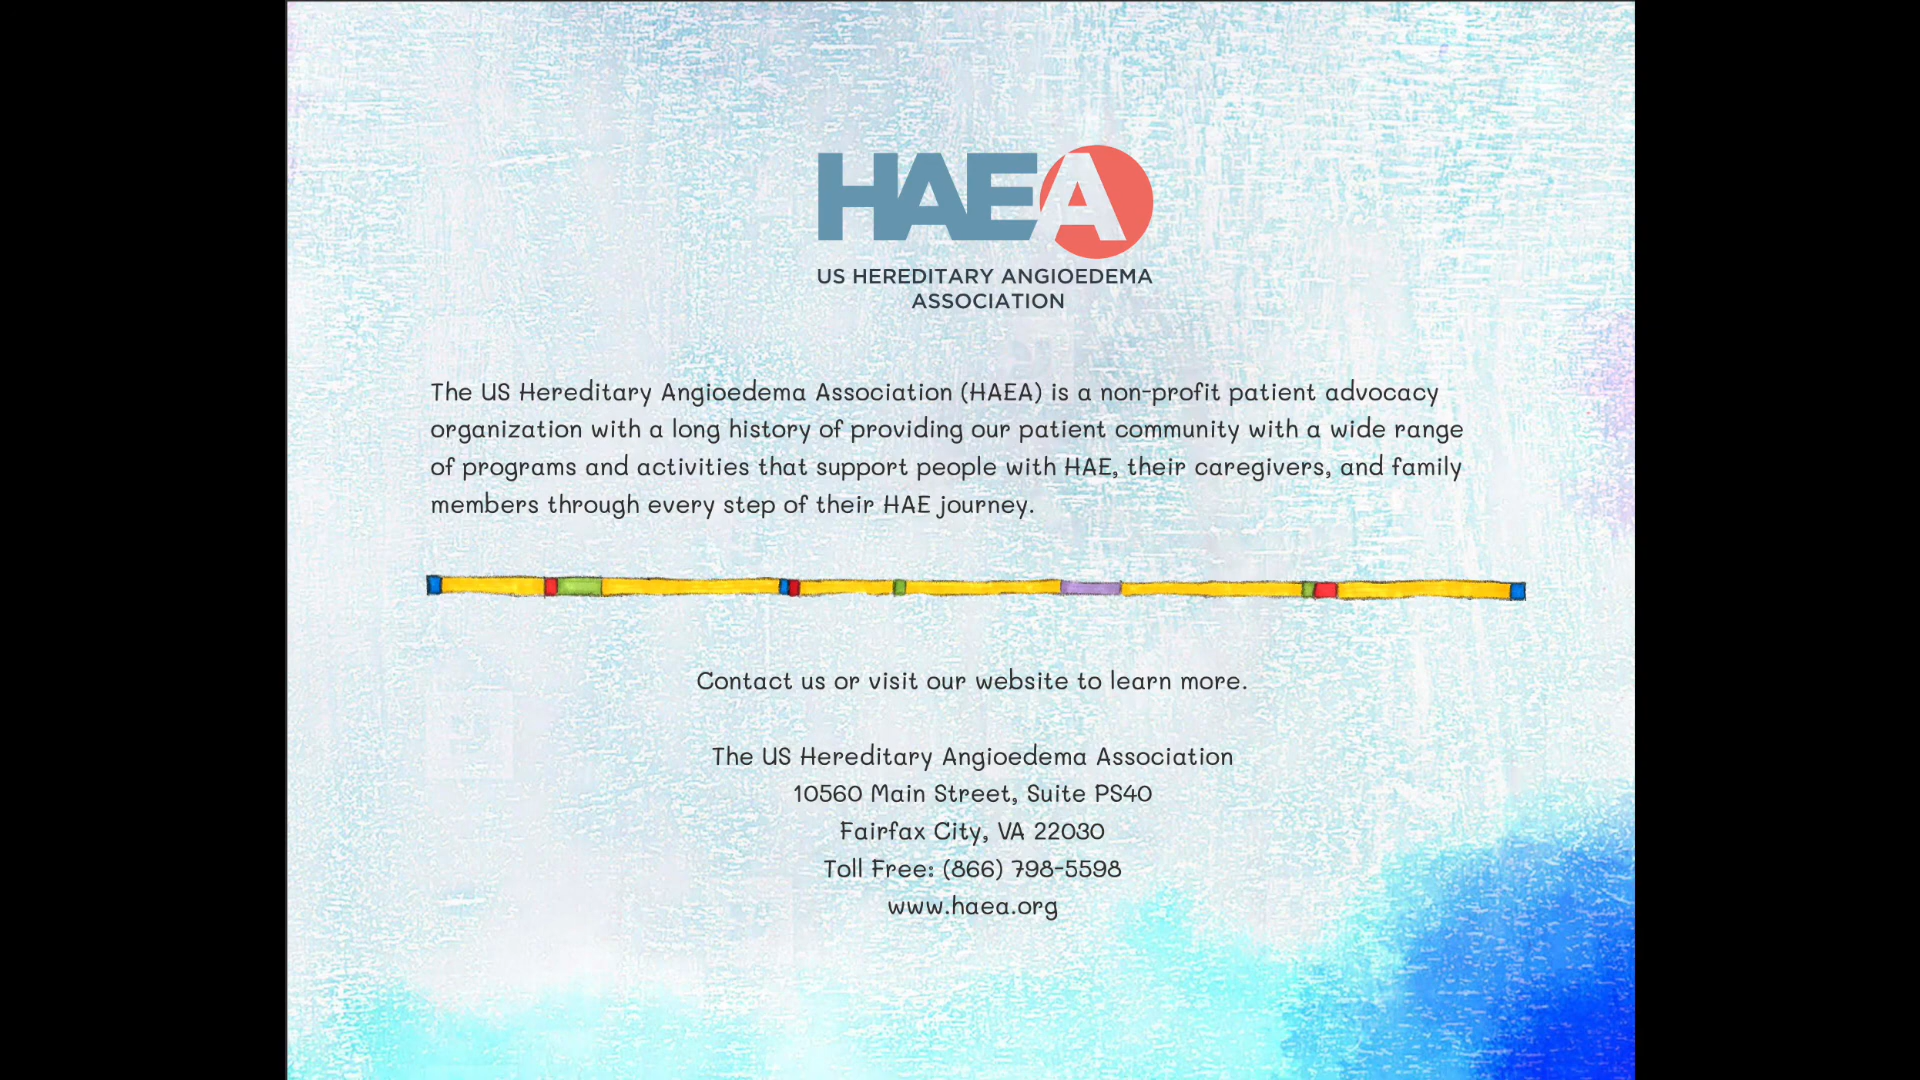 HAEA
US HEREDITARY ANGIOEDEMA
ASSOCIATION
The US Hereditary Angioedema Association (HAEA) is a non-profit patient advocacy
organization with a long history of providing our patient community with a wide range
of programs and activities that support people with HAE, their caregivers, and family
members through every step of their HAE journey.
Contact us or visit our website to learn more.
The US Hereditary Angioedema Association
10560 Main Street, Suite PS40
Fairfax City, VA 22030
Toll Free: (866) 798-5598
www.haea.org